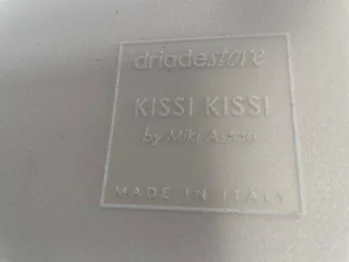 driadestore
KISSI KISSI
by Miki Astori
MADE IN ITALY